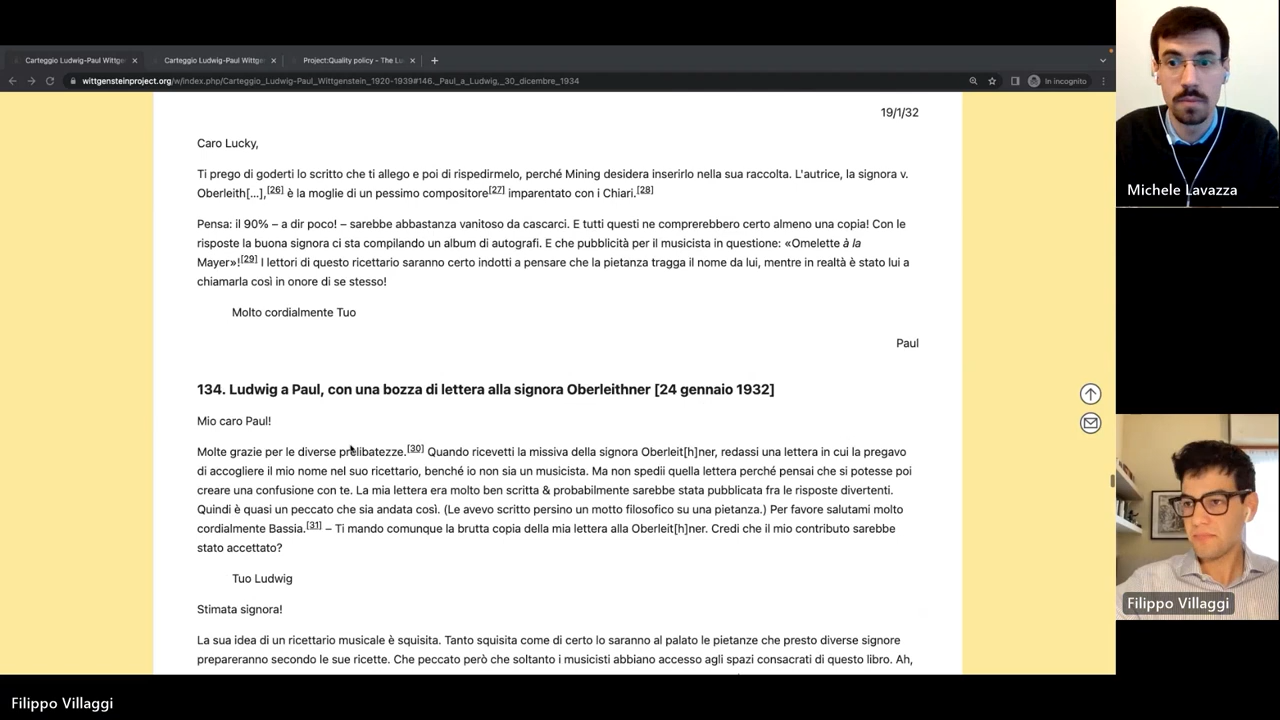 Carteggio Ludwig-Paul Wittge
Carteggio Ludwig-Paul Wittgen
Project:Quality policy - The Lu
wittgensteinproject.org/w/index.php/Carteggio_Ludwig-Paul_Wittgenstein_1920-1939#146._Paul_a_Ludwig,_30_dicembre_1934
In incognito
19/1/32
Caro Lucky,
Ti prego di goderti lo scritto che ti allego e poi di rispedirmelo, perché Mining desidera inserirlo nella sua raccolta. L'autrice, la signora v.
Oberleith[...],[26] è la moglie di un pessimo compositore[27] imparentato con i Chiari.[28]
Pensa: il 90% – a dir poco! – sarebbe abbastanza vanitoso da cascarci. E tutti questi ne comprerebbero certo almeno una copia! Con le
risposte la buona signora ci sta compilando un album di autografi. E che pubblicità per il musicista in questione: «Omelette à la
Mayer»![29] I lettori di questo ricettario saranno certo indotti a pensare che la pietanza tragga il nome da lui, mentre in realtà è stato lui a
chiamarla così in onore di se stesso!
Molto cordialmente Tuo
Paul
134. Ludwig a Paul, con una bozza di lettera alla signora Oberleithner [24 gennaio 1932]
Mio caro Paul!
Molte grazie per le diverse prelibatezze.[30] Quando ricevetti la missiva della signora Oberleit[h]ner, redassi una lettera in cui la pregavo
di accogliere il mio nome nel suo ricettario, benché io non sia un musicista. Ma non spedii quella lettera perché pensai che si potesse poi
creare una confusione con te. La mia lettera era molto ben scritta & probabilmente sarebbe stata pubblicata fra le risposte divertenti.
Quindi è quasi un peccato che sia andata così. (Le avevo scritto persino un motto filosofico su una pietanza.) Per favore salutami molto
cordialmente Bassia.[31] – Ti mando comunque la brutta copia della mia lettera alla Oberleit[h]ner. Credi che il mio contributo sarebbe
stato accettato?
Tuo Ludwig
Stimata signora!
La sua idea di un ricettario musicale è squisita. Tanto squisita come di certo lo saranno al palato le pietanze che presto diverse signore
prepareranno secondo le sue ricette. Che peccato però che soltanto i musicisti abbiano accesso agli spazi consacrati di questo libro. Ah,
Michele Lavazza
Filippo Villaggi
Filippo Villaggi